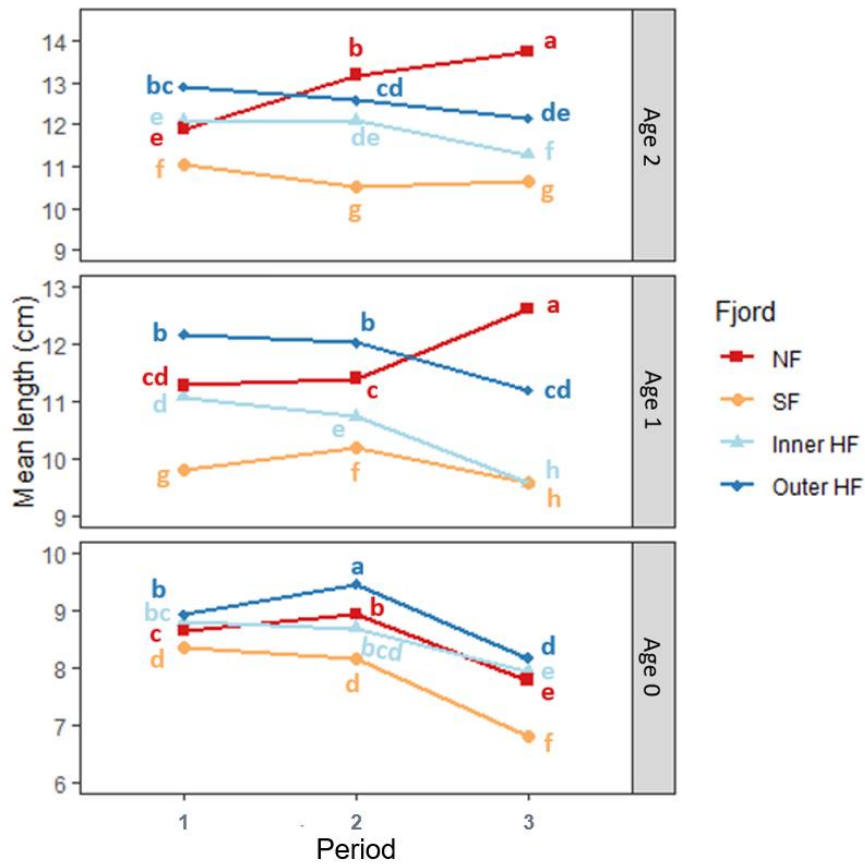 14
13
12
11
10
9
bc
e
e
f
b
cd
de
g
a
de
f
g
Age 2
Mean length (cm)
13
12
11
10
9
b
cd
d
g
b
c
e
f
a
cd
h
h
Age 1
10
9
8
7
6
b
bc
c
d
a
b
bcd
d
d
e
e
f
Age 0
1
2
3
Period
Fjord
NF
SF
Inner HF
Outer HF